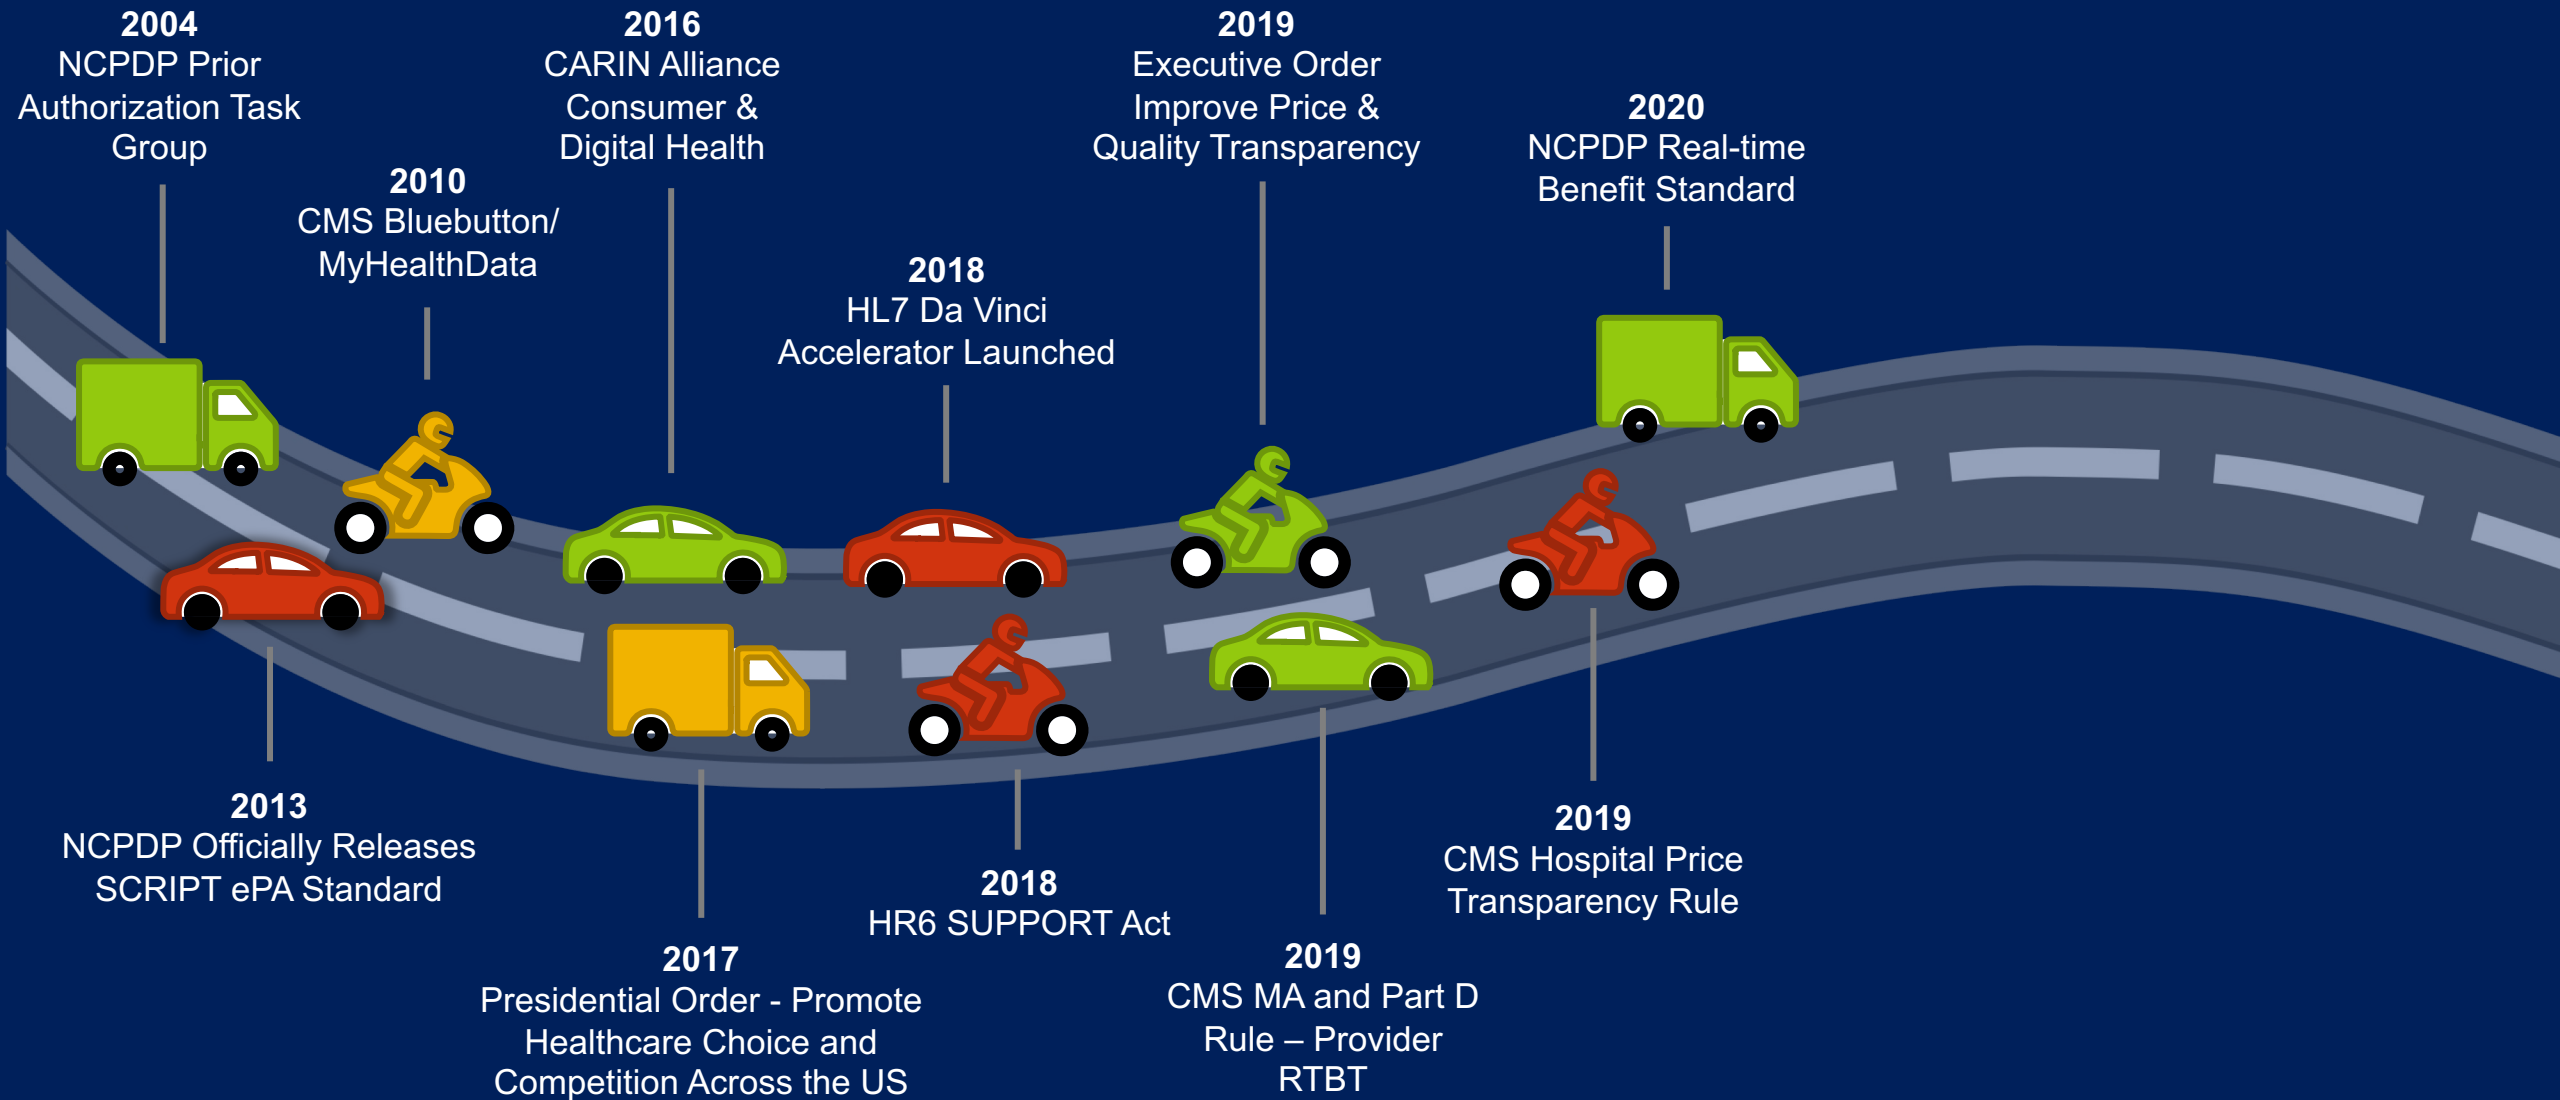 2004
NCPDP Prior
Authorization Task
Group
2010
CMS Bluebutton/
MyHealthData
2016
CARIN Alliance
Consumer &
Digital Health
2018
HL7 Da Vinci
Accelerator Launched
2019
Executive Order
Improve Price &
Quality Transparency
2020
NCPDP Real-time
Benefit Standard
2013
NCPDP Officially Releases
SCRIPT ePA Standard
2017
Presidential Order - Promote
Healthcare Choice and
Competition Across the US
2018
HR6 SUPPORT Act
2019
CMS MA and Part D
Rule – Provider
RTBT
2019
CMS Hospital Price
Transparency Rule